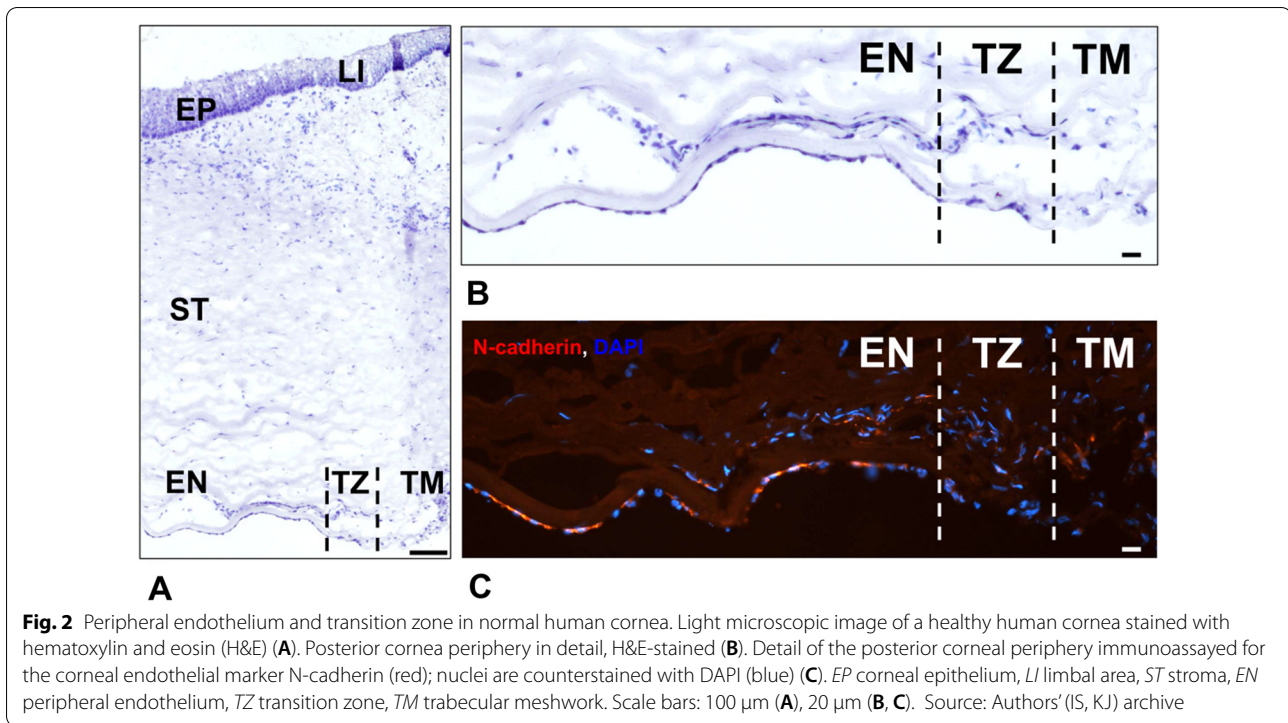 LI
EP
ST
EN TZ TM
A
EN TZ TM
B
N-cadherin, DAPI
EN TZ TM
C
Fig. 2 Peripheral endothelium and transition zone in normal human cornea. Light microscopic image of a healthy human cornea stained with
hematoxylin and eosin (H&E) (A). Posterior cornea periphery in detail, H&E-stained (B). Detail of the posterior corneal periphery immunoassayed for
the corneal endothelial marker N-cadherin (red); nuclei are counterstained with DAPI (blue) (C). EP corneal epithelium, LI limbal area, ST stroma, EN
peripheral endothelium, TZ transition zone, TM trabecular meshwork. Scale bars: 100 μm (A), 20 μm (B, C). Source: Authors’ (IS, KJ) archive